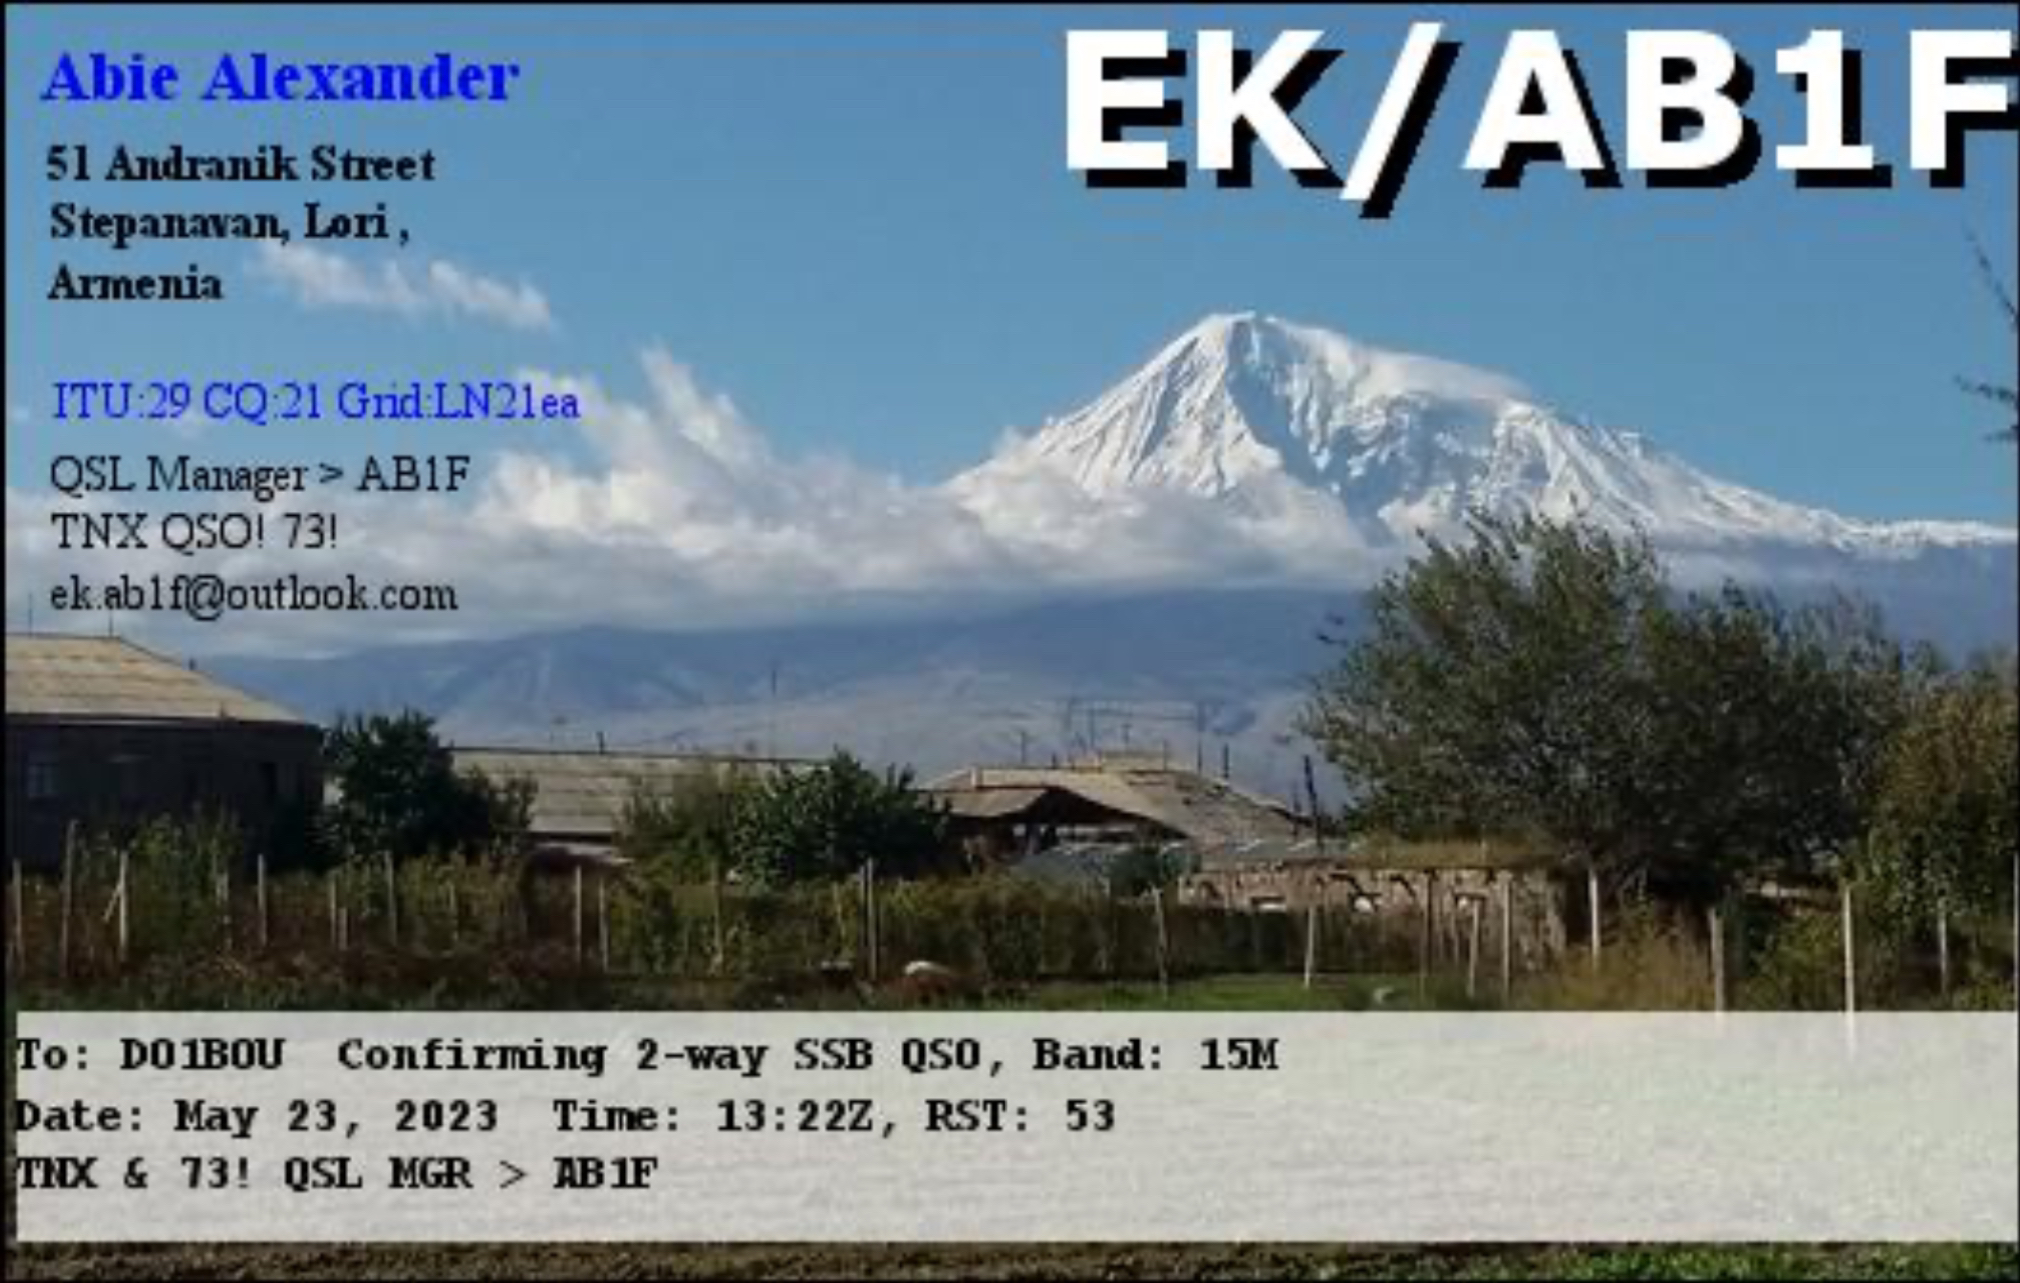 EK/AB1F
Abie Alexander
51 Andranik Street
Stepanavan, Lori ,
Armenia
ITU:29 CQ:21 Grid:LN21ea
QSL Manager > AB1F
TNX QSO! 73!
ek.ab1f@outlook.com
To: DO1BOU Confirming 2-way SSB QSO, Band: 15M
Date: May 23, 2023 Time: 13:22Z, RST: 53
TNX & 73! QSL MGR > AB1F